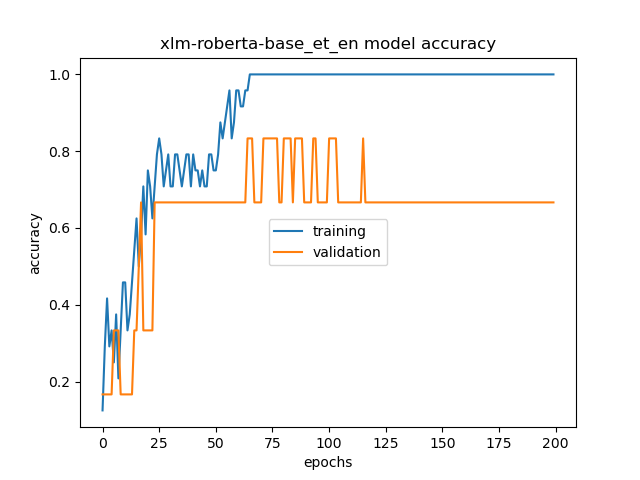 xlm-roberta-base_et_en model accuracy
accuracy
1.0
0.8
0.6
0.4
0.2
training
validation
0 25 50 75 100 125 150 175 200
epochs